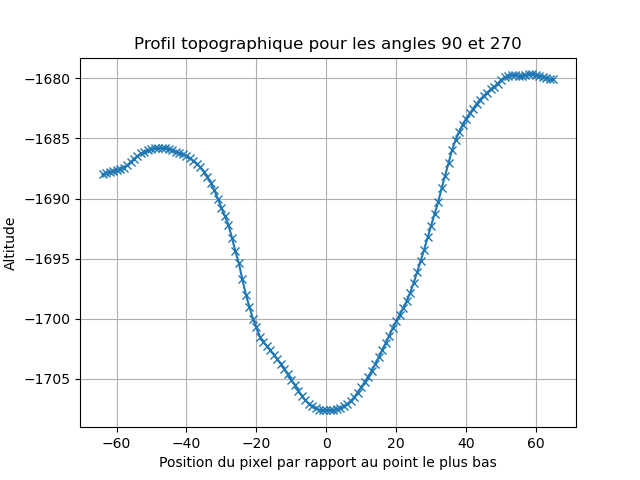 Profil topographique pour les angles 90 et 270
Altitude
−1680
−1685
−1690
−1695
−1700
−1705
−60 −40 −20 0 20 40 60
Position du pixel par rapport au point le plus bas